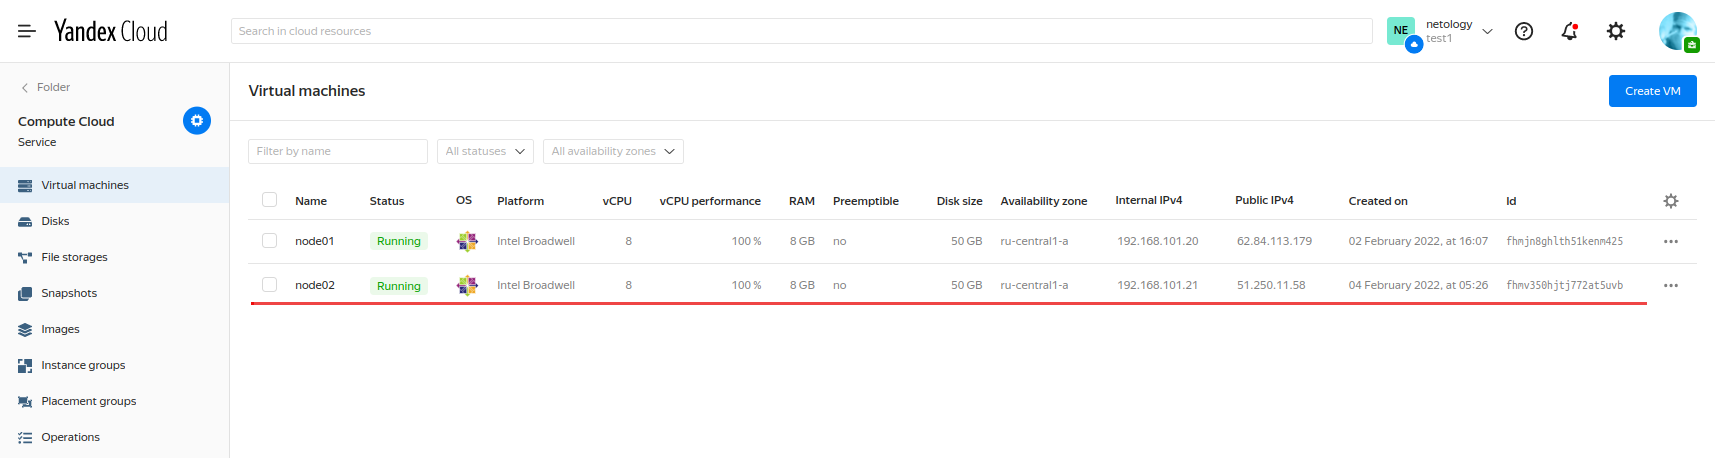 Yandex Cloud
Search in cloud resources
NE
netology
test1
Folder
Compute Cloud
Service
Virtual machines
Disks
File storages
Snapshots
Images
Instance groups
Placement groups
Operations
Virtual machines
Create VM
Filter by name
All statuses
All availability zones
Name Status OS Platform vCPU vCPU performance RAM Preemptible Disk size Availability zone Internal IPv4 Public IPv4 Created on Id
node01 Running Intel Broadwell 8 100 % 8 GB no 50 GB ru-central1-a 192.168.101.20 62.84.113.179 02 February 2022, at 16:07 fhmjn8ghlth51kenm425
node02 Running Intel Broadwell 8 100 % 8 GB no 50 GB ru-central1-a 192.168.101.21 51.250.11.58 04 February 2022, at 05:26 fhmv350hjtj772at5uvb